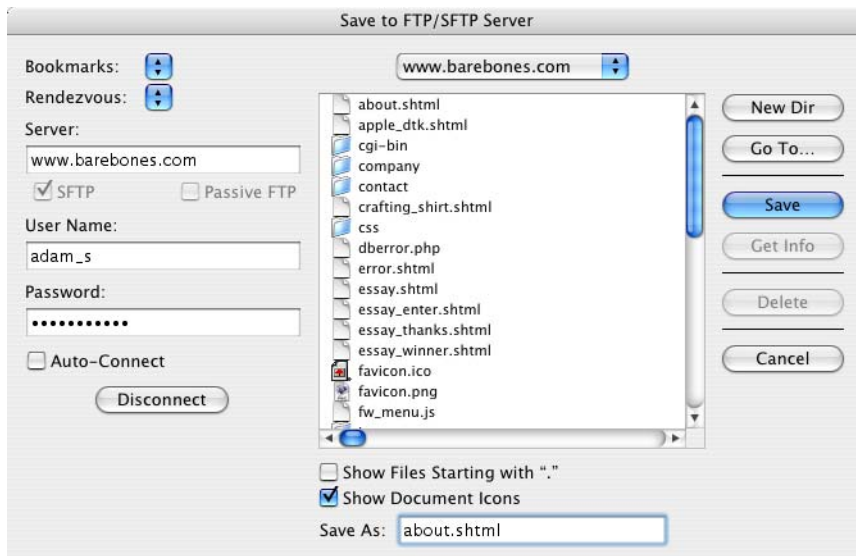 Save to FTP/SFTP Server
Bookmarks:
Rendezvous:
Server:
www.barebones.com
SFTP
Passive FTP
User Name:
adam_s
Password:
•••••••••••
Auto-Connect
Disconnect
www.barebones.com
about.shtml
apple_dtk.shtml
cgi-bin
company
contact
crafting_shirt.shtml
css
dberror.php
error.shtml
essay.shtml
essay_enter.shtml
essay_thanks.shtml
essay_winner.shtml
favicon.ico
favicon.png
fw_menu.js
Show Files Starting with “.”
Show Document Icons
Save As:
about.shtml
New Dir
Go To...
Save
Get Info
Delete
Cancel